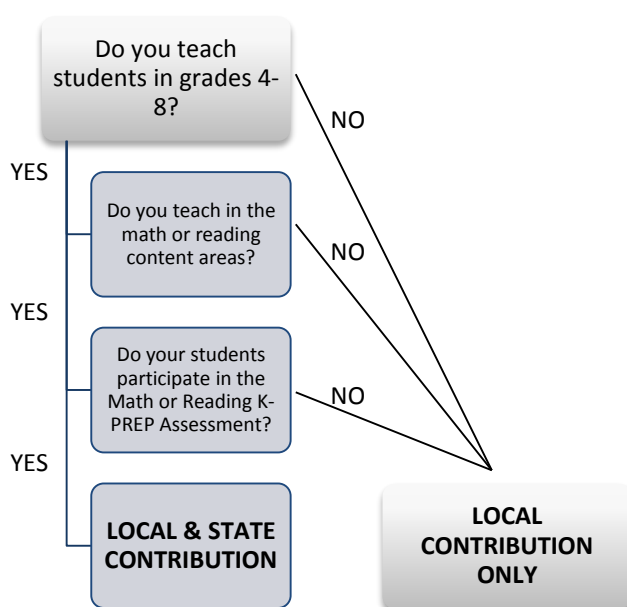 Do you teach
students in grades 4-
8?
NO
YES
Do you teach in the
math or reading
content areas?
NO
YES
Do your students
participate in the
Math or Reading K-
PREP Assessment?
NO
YES
LOCAL & STATE
CONTRIBUTION
LOCAL
CONTRIBUTION
ONLY